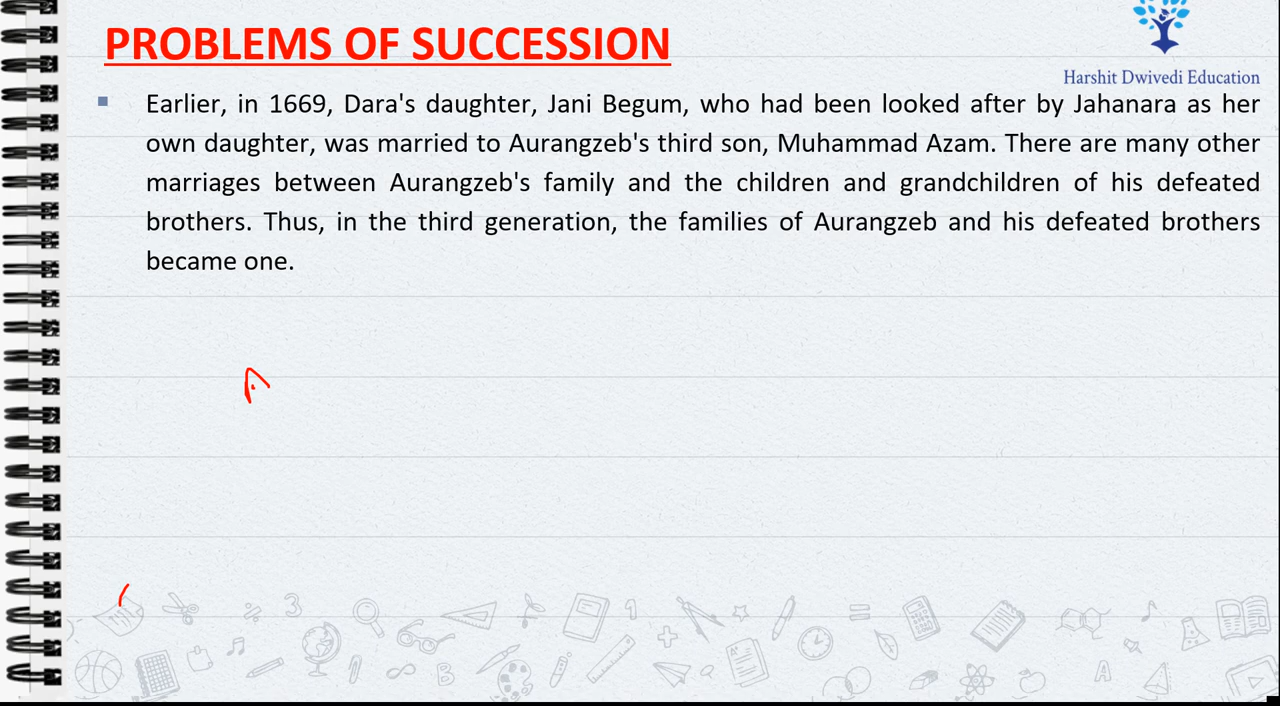 PROBLEMS OF SUCCESSION
Harshit Dwivedi Education
Earlier, in 1669, Dara's daughter, Jani Begum, who had been looked after by Jahanara as her
own daughter, was married to Aurangzeb's third son, Muhammad Azam. There are many other
marriages between Aurangzeb's family and the children and grandchildren of his defeated
brothers. Thus, in the third generation, the families of Aurangzeb and his defeated brothers
became one.